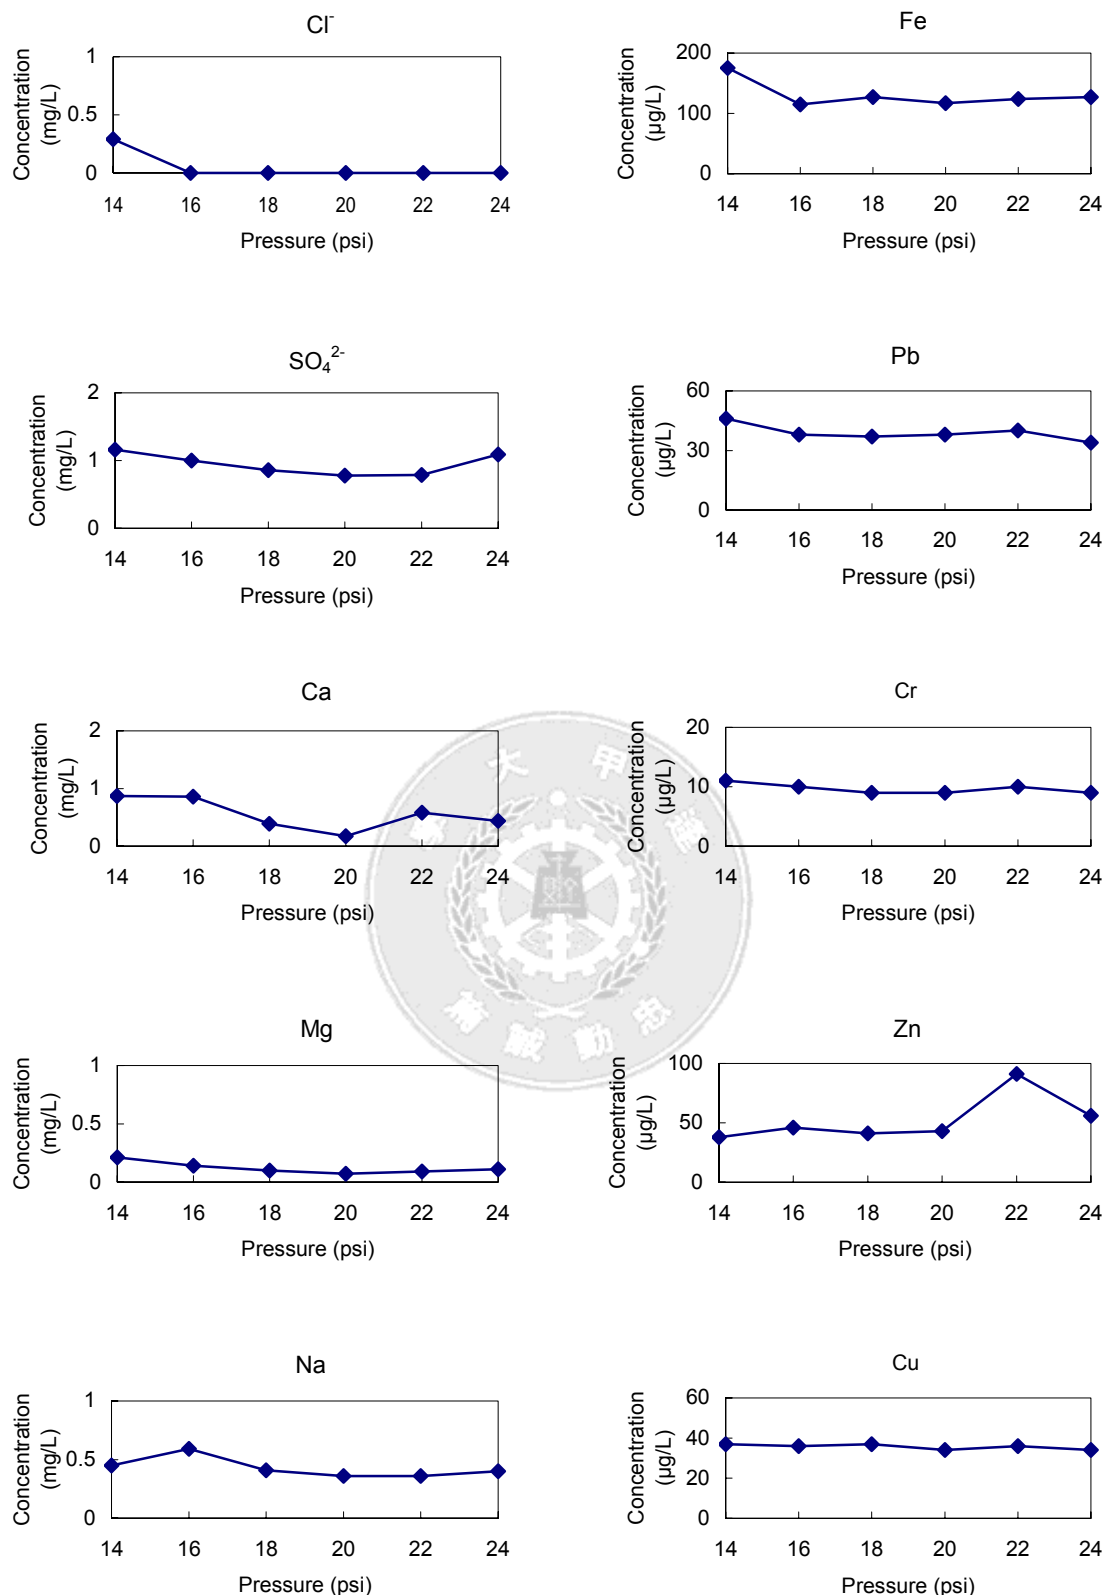 Cl⁻
Concentration
(mg/L)
1
0.5
0
14 16 18 20 22 24
Pressure (psi)
Fe
Concentration
(µg/L)
200
100
0
14 16 18 20 22 24
Pressure (psi)
SO₄²⁻
Concentration
(mg/L)
2
1
0
14 16 18 20 22 24
Pressure (psi)
Pb
Concentration
(µg/L)
60
30
0
14 16 18 20 22 24
Pressure (psi)
Ca
Concentration
(mg/L)
2
1
0
14 16 18 20 22 24
Pressure (psi)
Cr
Concentration
(µg/L)
20
10
0
14 16 18 20 22 24
Pressure (psi)
大甲
Mg
Concentration
(mg/L)
1
0.5
0
14 16 18 20 22 24
Pressure (psi)
Zn
Concentration
(µg/L)
100
50
0
14 16 18 20 22 24
Pressure (psi)
誠勤忠
Na
Concentration
(mg/L)
1
0.5
0
14 16 18 20 22 24
Pressure (psi)
Cu
Concentration
(µg/L)
60
40
20
0
14 16 18 20 22 24
Pressure (psi)